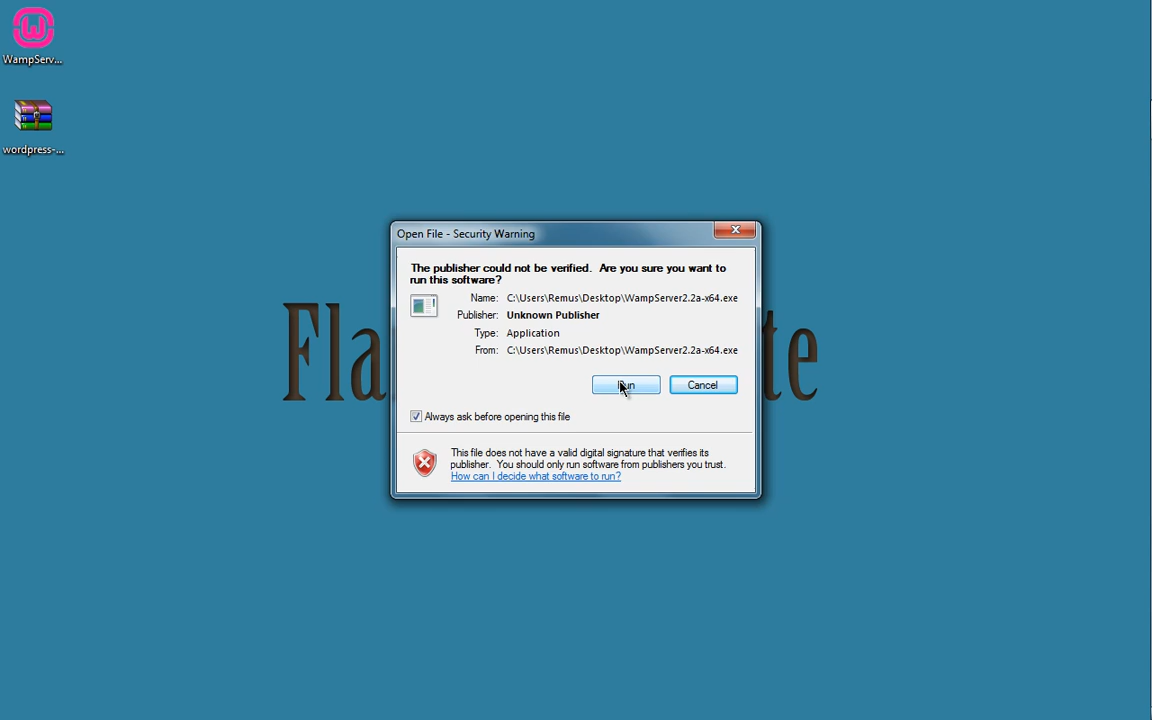 WampServ...
wordpress-...
Open File - Security Warning
The publisher could not be verified. Are you sure you want to
run this software?
Name: C:\Users\Remus\Desktop\WampServer2.2a-x64.exe
Publisher: Unknown Publisher
Type: Application
From: C:\Users\Remus\Desktop\WampServer2.2a-x64.exe
Run Cancel
Always ask before opening this file
This file does not have a valid digital signature that verifies its
publisher. You should only run software from publishers you trust.
How can I decide what software to run?